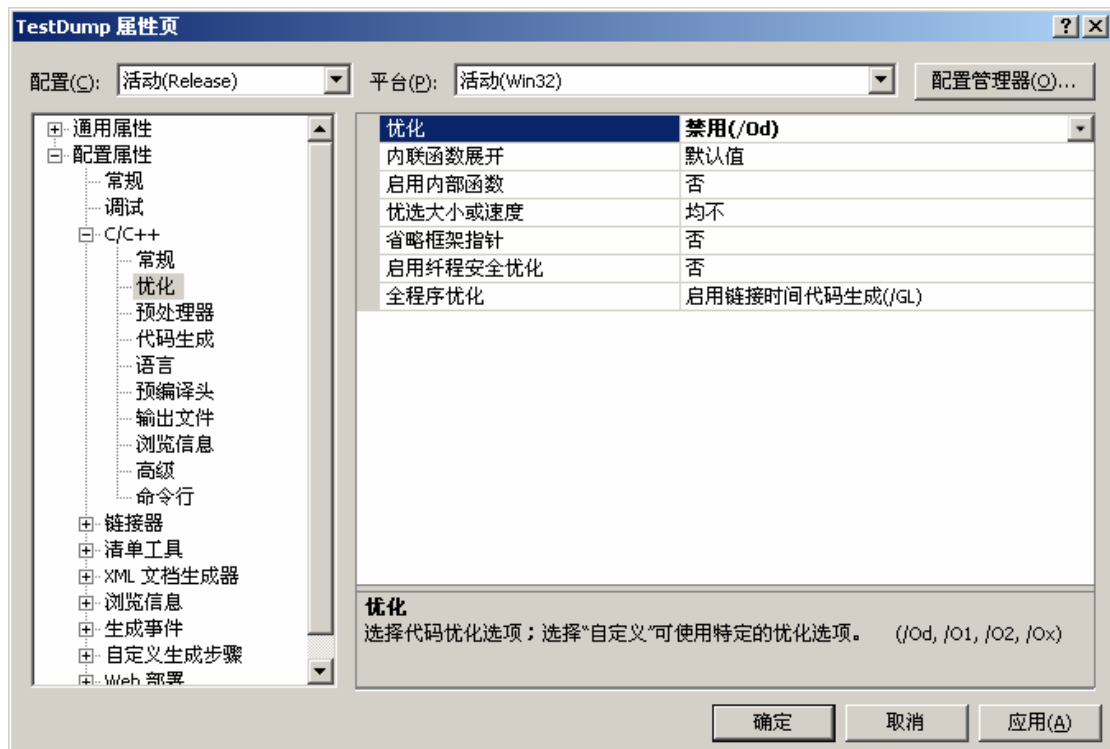 TestDump 属性页
配置(C): 活动(Release) 平台(P): 活动(Win32) 配置管理器(O)...
通用属性
配置属性
常规
调试
C/C++
常规
优化
预处理器
代码生成
语言
预编译头
输出文件
浏览信息
高级
命令行
链接器
清单工具
XML 文档生成器
浏览信息
生成事件
自定义生成步骤
Web 部署
优化 禁用(/Od)
内联函数展开 默认值
启用内部函数 否
优选大小或速度 均不
省略框架指针 否
启用纤程安全优化 否
全程序优化 启用链接时间代码生成(/GL)
优化
选择代码优化选项；选择“自定义”可使用特定的优化选项。 (/Od, /O1, /O2, /Ox)
确定 取消 应用(A)